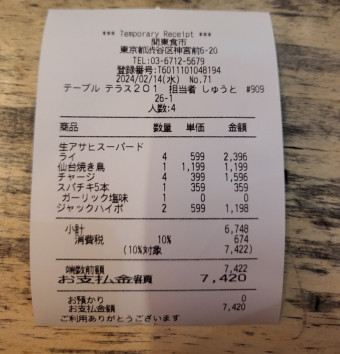 *** Temporary Receipt ***
関東食市
東京都渋谷区神宮前6-20
TEL:03-6712-5679
登録番号:T6011101048194
2024/02/14(水) No.71
テーブル テラス201 担当者 しゅうと #909
26-1
人数:4
商品 数量 単価 金額
生アサヒスーパード
ライ 4 599 2,396
仙台焼き鳥 1 1,199 1,199
チャージ 4 399 1,596
スパチキ5本 1 359 359
ガーリック塩味 1 0 0
ジャックハイボ 2 599 1,198
小計 6,748
消費税 10% 674
(10%対象 7,422)
端数前額 7,422
お支払金額 7,420
お預かり 0
お支払金額 7,420
ご利用ありがとうございます